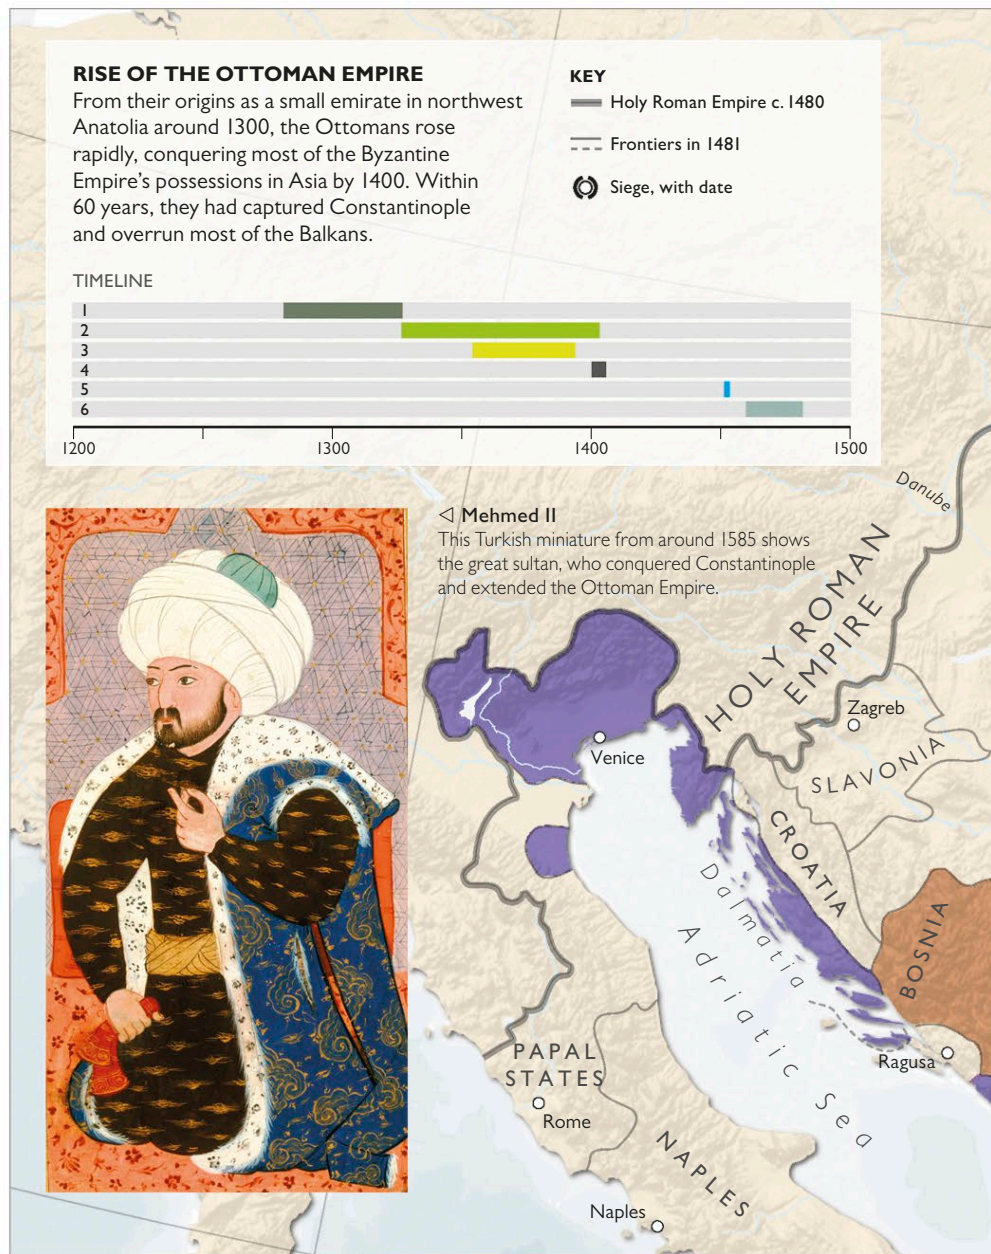 RISE OF THE OTTOMAN EMPIRE
From their origins as a small emirate in northwest
Anatolia around 1300, the Ottomans rose
rapidly, conquering most of the Byzantine
Empire's possessions in Asia by 1400. Within
60 years, they had captured Constantinople
and overrun most of the Balkans.
KEY
Holy Roman Empire c. 1480
Frontiers in 1481
Siege, with date
TIMELINE
1
2
3
4
5
6
1200 1300 1400 1500
◁ Mehmed II
This Turkish miniature from around 1585 shows
the great sultan, who conquered Constantinople
and extended the Ottoman Empire.
Danube
HOLY ROMAN
EMPIRE
Zagreb
Venice
SLAVONIA
CROATIA
Dalmatia
BOSNIA
Adriatic Sea
Ragusa
PAPAL
STATES
Rome
NAPLES
Naples